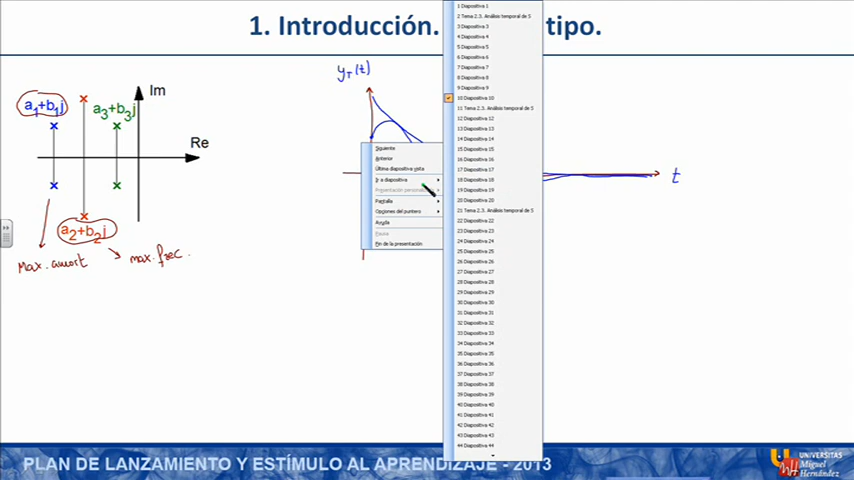 1. Introducción.
tipo.
Im
Re
a1+b1j
a3+b3j
a2+b2j
Max. amort
max. frec.
yT(t)
t
Siguiente
Anterior
Última diapositiva vista
Ir a diapositiva
Presentación personalizada
Pantalla
Opciones del puntero
Ayuda
Pausa
Fin de la presentación
1 Diapositiva 1
2 Tema 2.3. Análisis temporal de S
3 Diapositiva 3
4 Diapositiva 4
5 Diapositiva 5
6 Diapositiva 6
7 Diapositiva 7
8 Diapositiva 8
9 Diapositiva 9
10 Diapositiva 10
11 Tema 2.3. Análisis temporal de S
12 Diapositiva 12
13 Diapositiva 13
14 Diapositiva 14
15 Diapositiva 15
16 Diapositiva 16
17 Diapositiva 17
18 Diapositiva 18
19 Diapositiva 19
20 Diapositiva 20
21 Tema 2.3. Análisis temporal de S
22 Diapositiva 22
23 Diapositiva 23
24 Diapositiva 24
25 Diapositiva 25
26 Diapositiva 26
27 Diapositiva 27
28 Diapositiva 28
29 Diapositiva 29
30 Diapositiva 30
31 Diapositiva 31
32 Diapositiva 32
33 Diapositiva 33
34 Diapositiva 34
35 Diapositiva 35
36 Diapositiva 36
37 Diapositiva 37
38 Diapositiva 38
39 Diapositiva 39
40 Diapositiva 40
41 Diapositiva 41
42 Diapositiva 42
43 Diapositiva 43
44 Diapositiva 44
PLAN DE LANZAMIENTO Y ESTÍMULO AL APRENDIZAJE - 2013
UNIVERSITAS
Miguel
Hernández